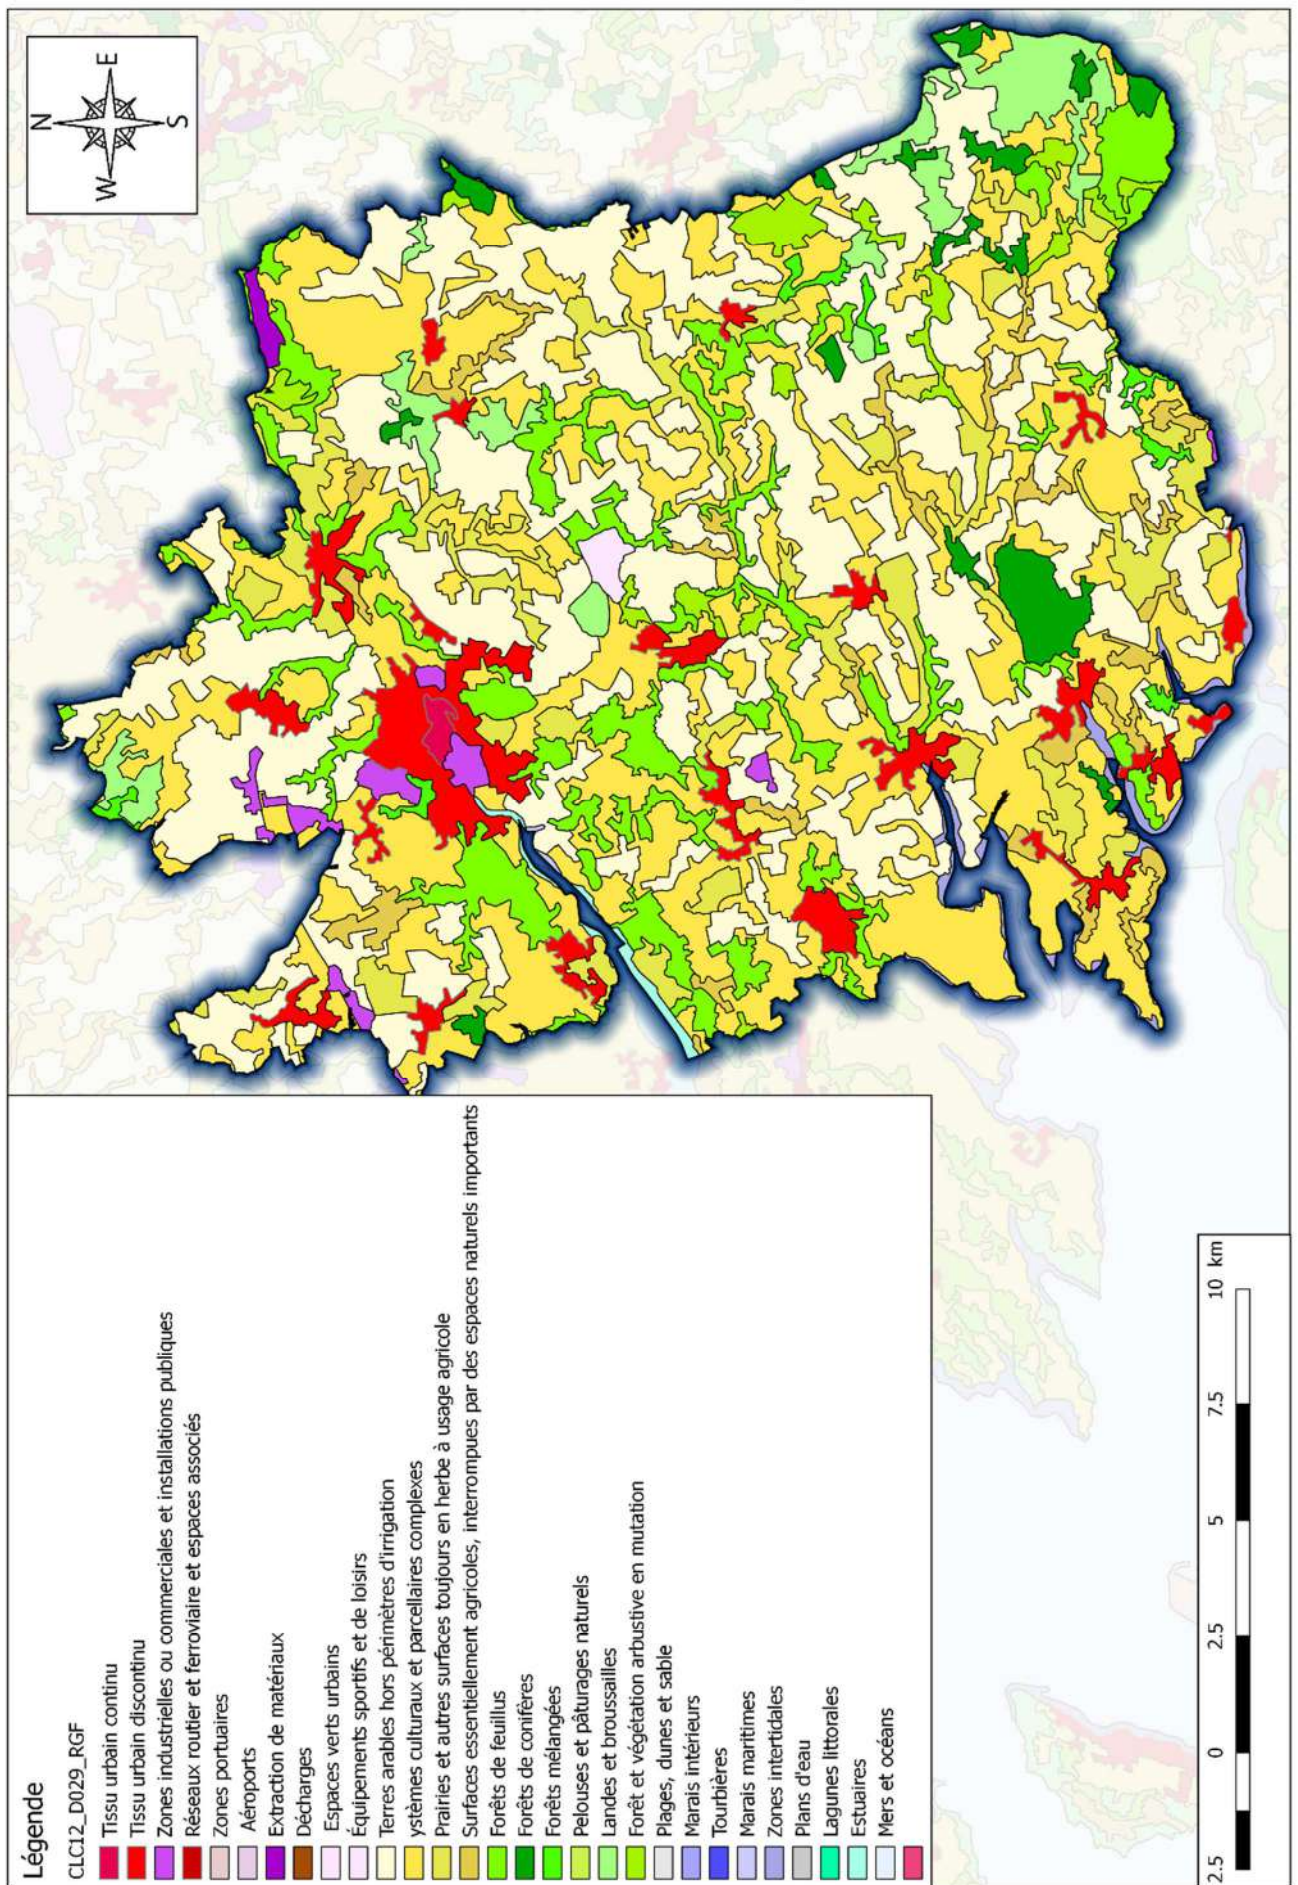 N
W
E
S
Légende
CLC12_D029_RGF
Tissu urbain continu
Tissu urbain discontinu
Zones industrielles ou commerciales et installations publiques
Réseaux routier et ferroviaire et espaces associés
Zones portuaires
Aéroports
Extraction de matériaux
Décharges
Espaces verts urbains
Équipements sportifs et de loisirs
Terres arables hors périmètres d'irrigation
ystèmes culturaux et parcellaires complexes
Prairies et autres surfaces toujours en herbe à usage agricole
Surfaces essentiellement agricoles, interrompues par des espaces naturels importants
Forêts de feuillus
Forêts de conifères
Forêts mélangées
Pelouses et pâturages naturels
Landes et broussailles
Forêt et végétation arbustive en mutation
Plages, dunes et sable
Marais intérieurs
Tourbières
Marais maritimes
Zones intertidales
Plans d'eau
Lagunes littorales
Estuaires
Mers et océans
2.5 0 2.5 5 7.5 10 km